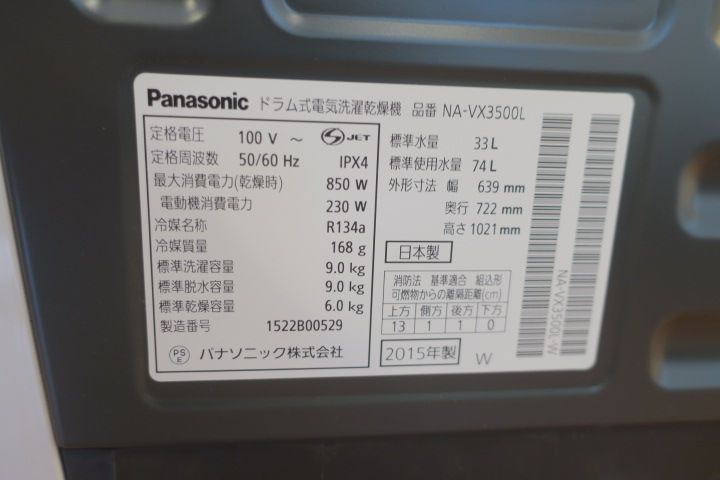 Panasonic ドラム式電気洗濯乾燥機 品番 NA-VX3500L
定格電圧 100 V ～ S JET
定格周波数 50/60 Hz IPX4
最大消費電力(乾燥時) 850 W
電動機消費電力 230 W
冷媒名称 R134a
冷媒質量 168 g
標準洗濯容量 9.0 kg
標準脱水容量 9.0 kg
標準乾燥容量 6.0 kg
製造番号 1522B00529
PS E パナソニック株式会社
標準水量 33 L
標準使用水量 74 L
外形寸法 幅 639 mm
奥行 722 mm
高さ 1021 mm
日本製
消防法 基準適合 組込形
可燃物からの離隔距離(cm)
上方 側方 後方 下方
13 1 1 0
2015年製 W
NA-VX3500L-W